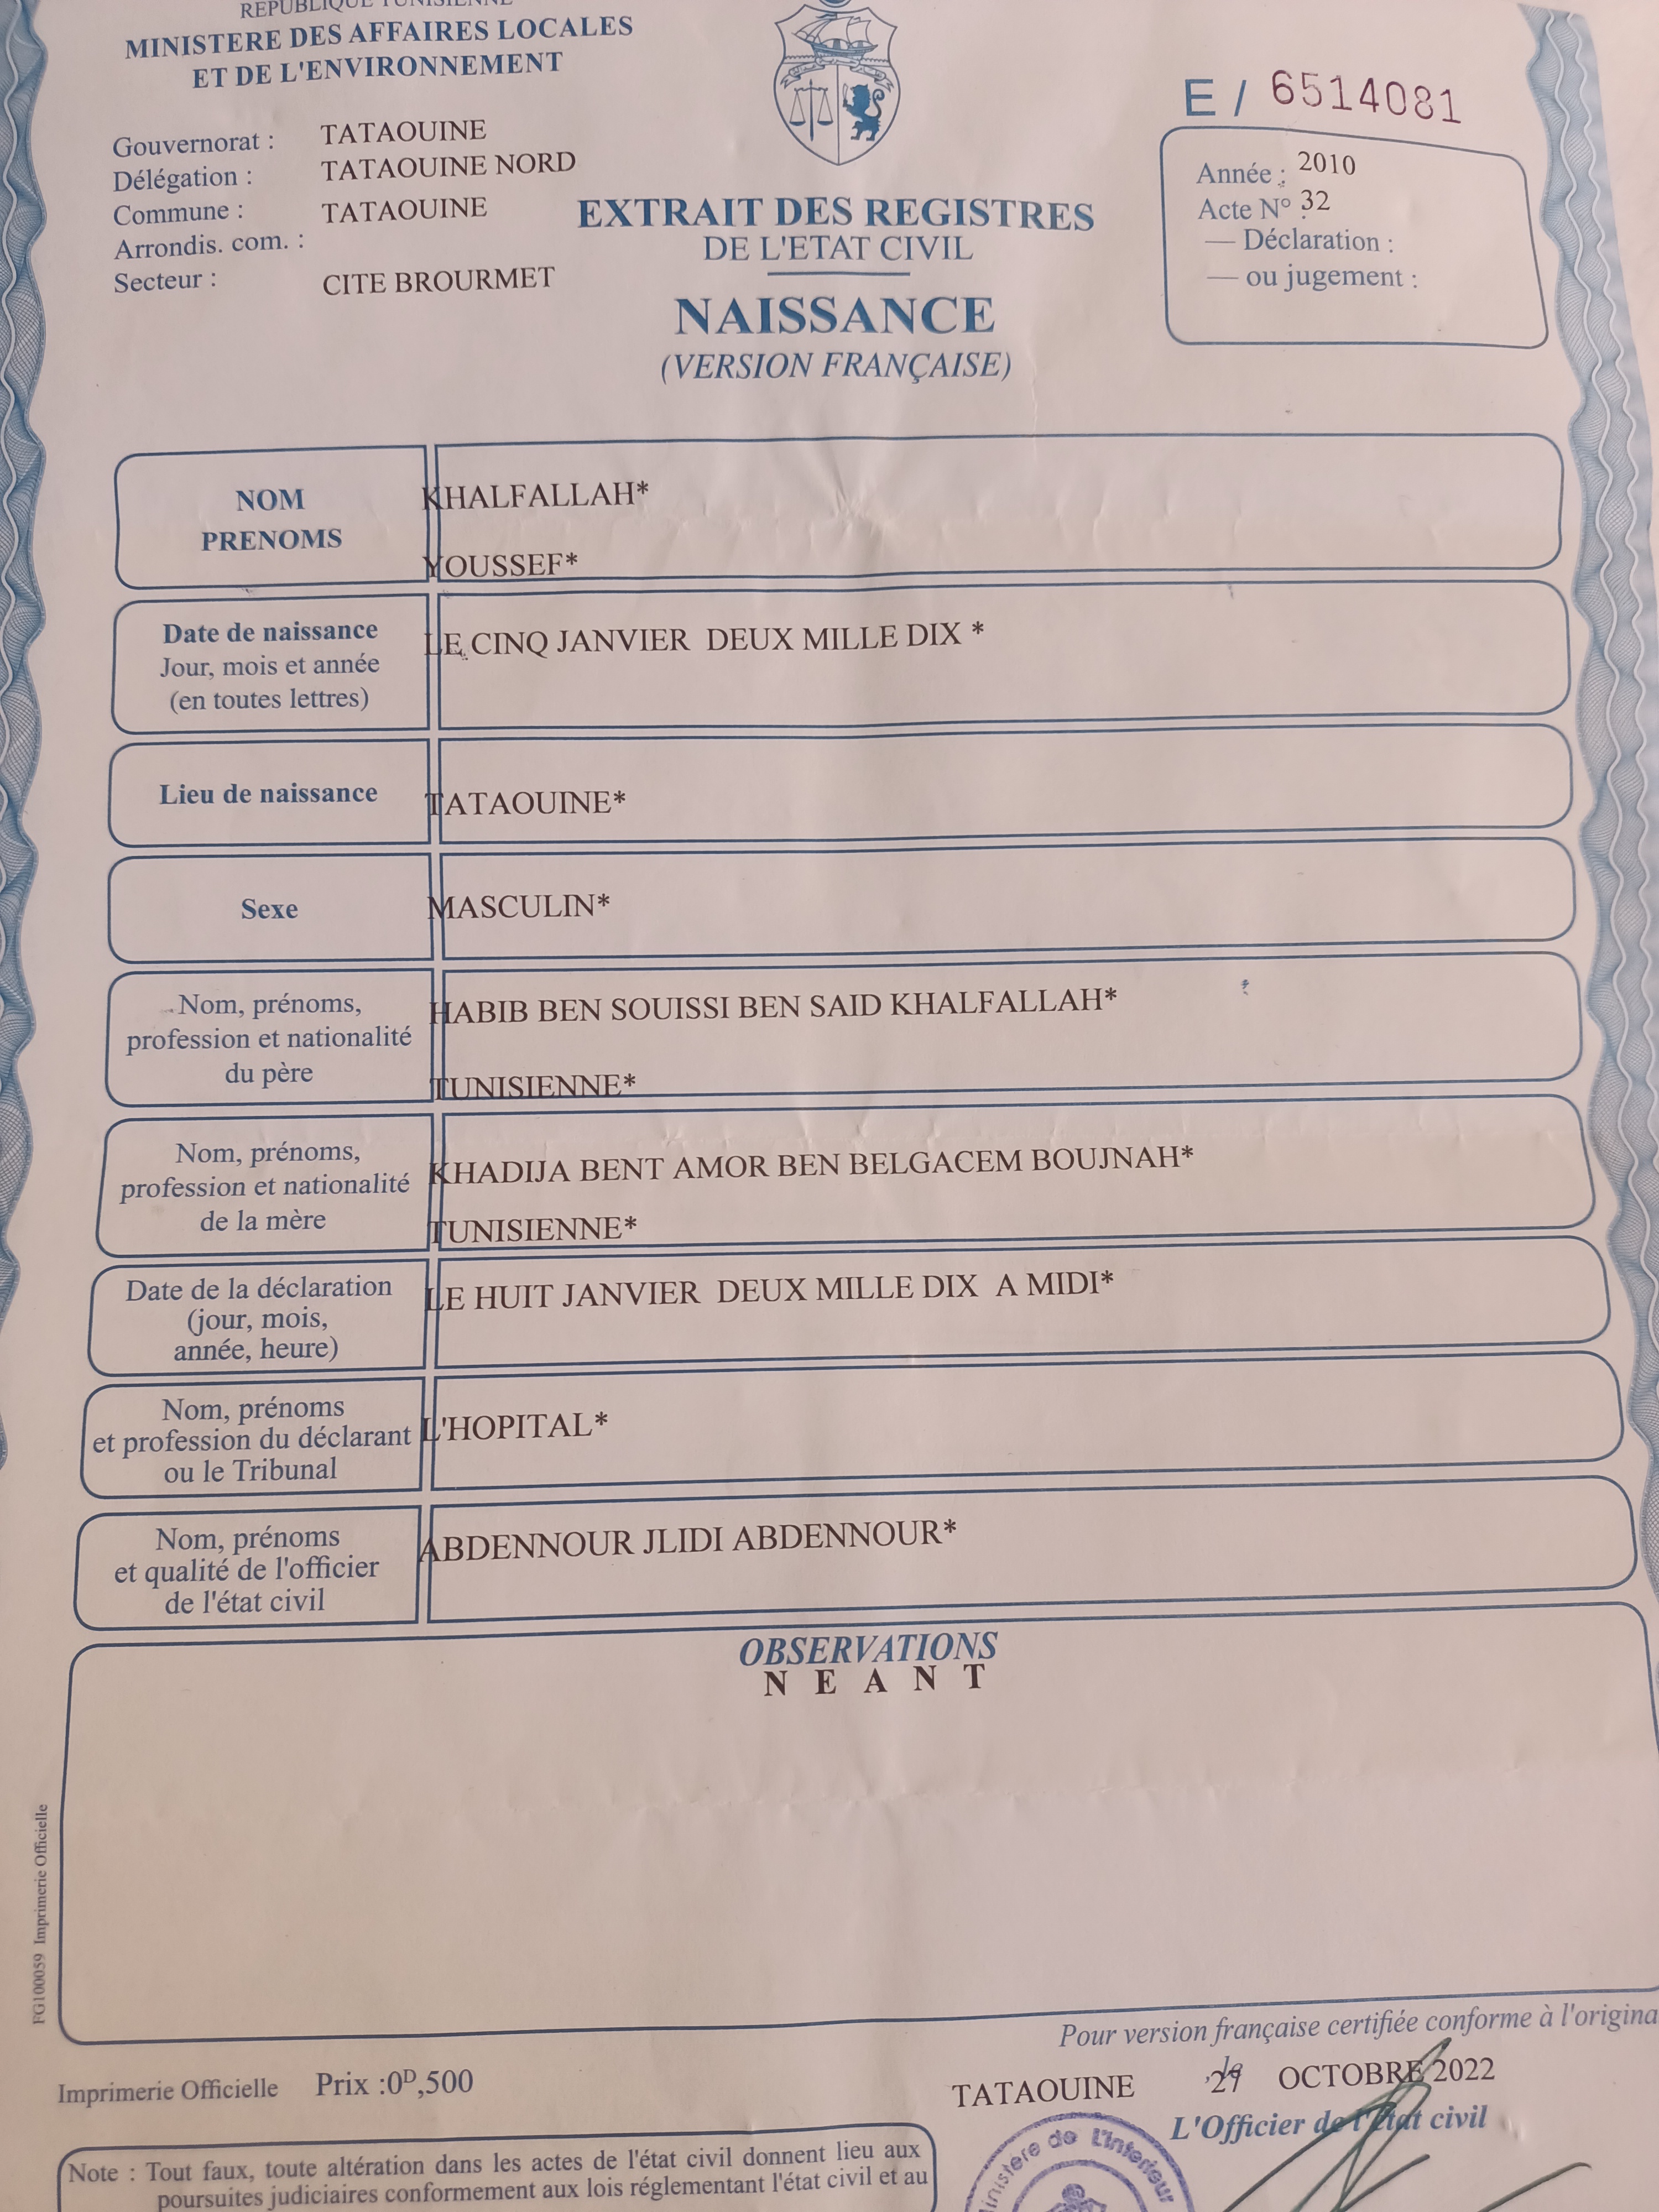 REPUBLIQUE TUNISIENNE
MINISTERE DES AFFAIRES LOCALES
ET DE L'ENVIRONNEMENT
Gouvernorat : TATAOUINE
Délégation : TATAOUINE NORD
Commune : TATAOUINE
Arrondis. com. :
Secteur : CITE BROURMET
EXTRAIT DES REGISTRES
DE L'ETAT CIVIL
NAISSANCE
(VERSION FRANÇAISE)
E / 6514081
Année : 2010
Acte N° 32
— Déclaration :
— ou jugement :
NOM
PRENOMS
KHALFALLAH*
YOUSSEF*
Date de naissance
Jour, mois et année
(en toutes lettres)
LE CINQ JANVIER DEUX MILLE DIX *
Lieu de naissance
TATAOUINE*
Sexe
MASCULIN*
Nom, prénoms,
profession et nationalité
du père
HABIB BEN SOUISSI BEN SAID KHALFALLAH*
TUNISIENNE*
Nom, prénoms,
profession et nationalité
de la mère
KHADIJA BENT AMOR BEN BELGACEM BOUJNAH*
TUNISIENNE*
Date de la déclaration
(jour, mois,
année, heure)
LE HUIT JANVIER DEUX MILLE DIX A MIDI*
Nom, prénoms
et profession du déclarant
ou le Tribunal
L'HOPITAL*
Nom, prénoms
et qualité de l'officier
de l'état civil
ABDENNOUR JLIDI ABDENNOUR*
OBSERVATIONS
N E A N T
FG100059 Imprimerie Officielle
Pour version française certifiée conforme à l'origina
Imprimerie Officielle Prix :0D,500
TATAOUINE , le 27 OCTOBRE 2022
L'Officier de l'état civil
Note : Tout faux, toute altération dans les actes de l'état civil donnent lieu aux
poursuites judiciaires conformement aux lois réglementant l'état civil et au
Ministère de L'interieur